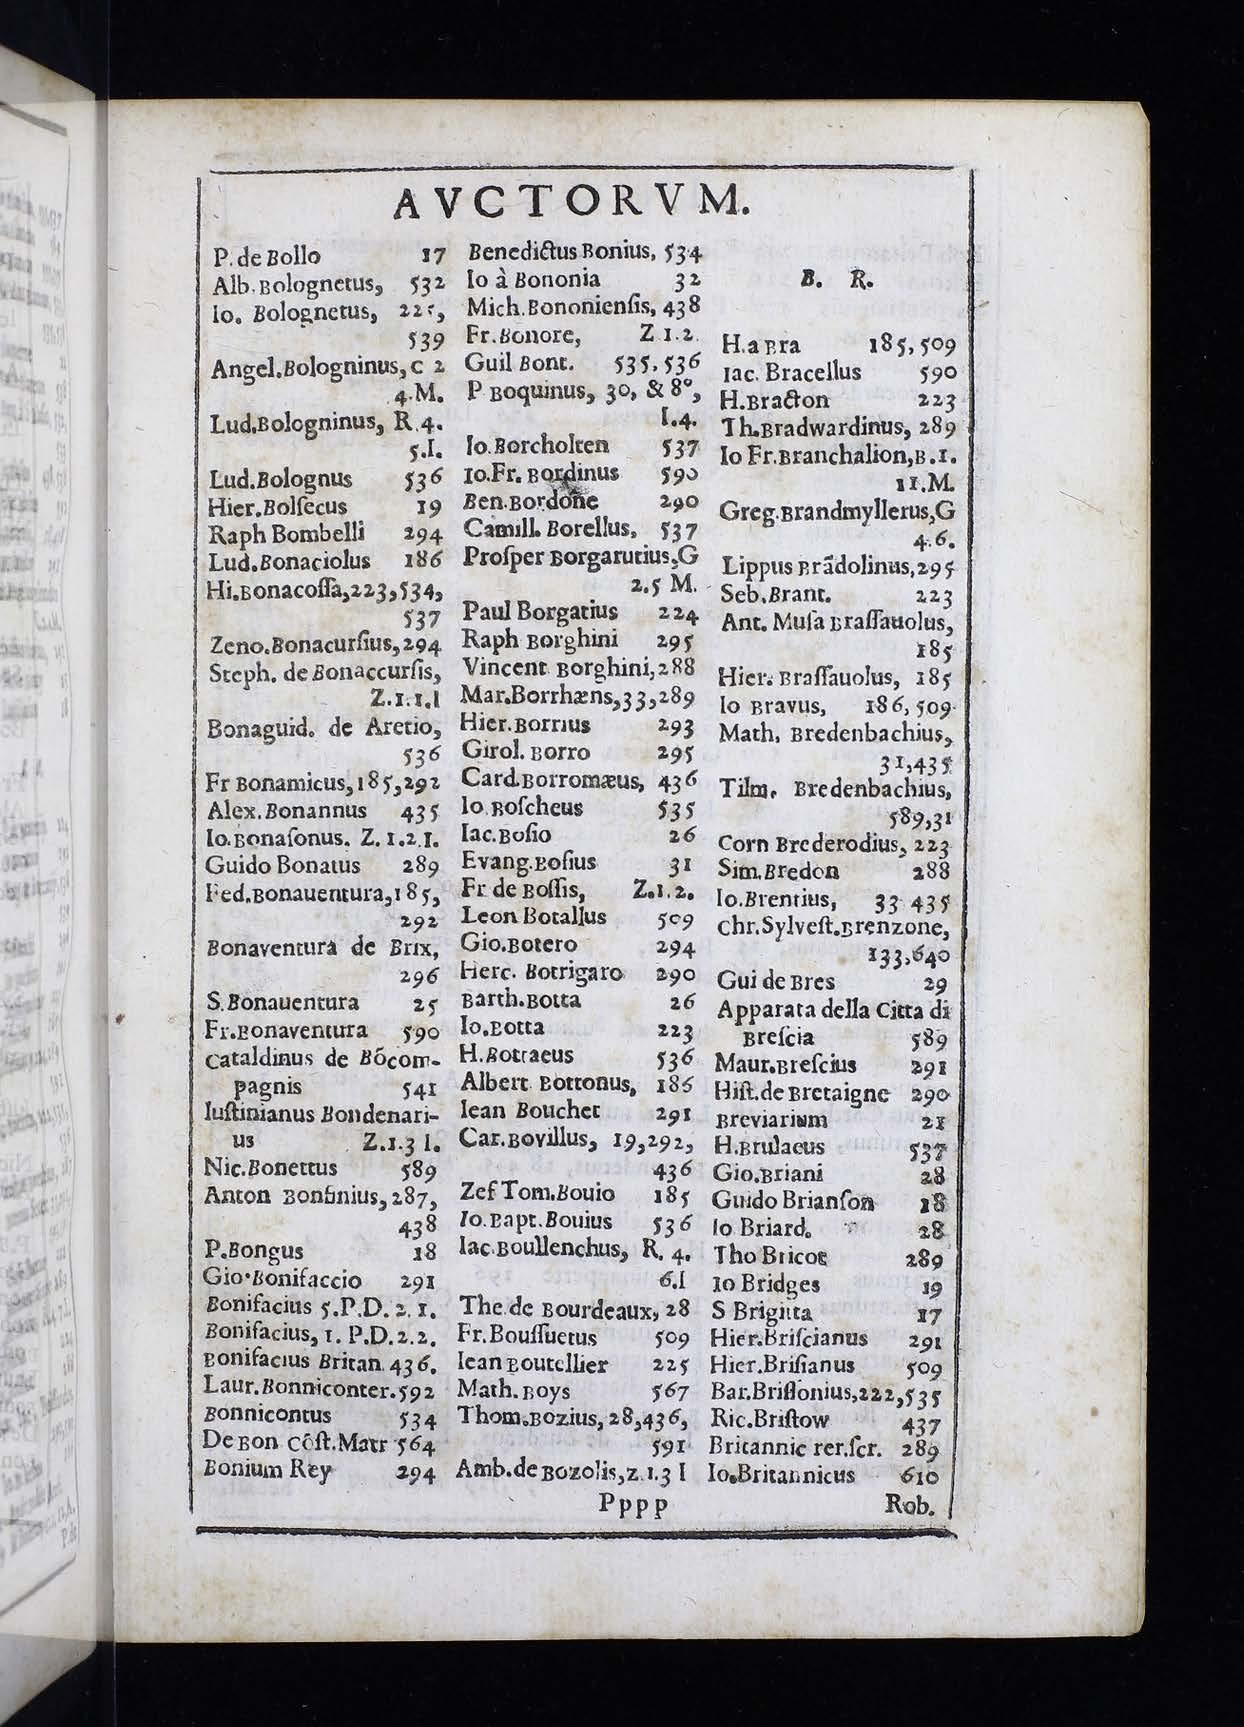 AVCTORVM.
P. de Bollo 17
Alb. Bolognetus, 532
Io. Bolognetus, 225,
539
Angel. Bologninus, C 2
4. M.
Lud. Bologninus, R. 4.
5. I.
Lud. Bolognus 536
Hier. Bolſecus 19
Raph Bombelli 294
Lud. Bonaciolus 186
Hi. Bonacoſſa, 223, 534,
537
Zeno. Bonacurſius, 294
Steph. de Bonaccurſis,
Z. 1. 1. I
Bonaguid. de Aretio,
536
Fr Bonamicus, 185, 292
Alex. Bonannus 435
Io. Bonaſonus. Z. 1. 2. I.
Guido Bonatus 289
Fed. Bonauentura, 185,
292
Bonaventura de Brix,
296
S. Bonauentura 25
Fr. Bonaventura 590
Cataldinus de Bõcom-
pagnis 541
Iuſtinianus Bondenari-
us Z. 1. 3 I.
Nic. Bonettus 589
Anton Bonfinius, 287,
438
P. Bongus 18
Gio. Bonifaccio 291
Bonifacius 5. P. D. 2. 1.
Bonifacius, 1. P. D. 2. 2.
Bonifacius Britan. 436.
Laur. Bonniconter. 592
Bonnicontus 534
De Bon Cõſt. Matr 564
Bonium Rey 294
Benedictus Bonius, 534
Io à Bononia 32
Mich. Bononienſis, 438
Fr. Bonore, Z 1. 2.
Guil Bont. 535, 536
P Boquinus, 30, & 8°,
I. 4.
Io. Borcholten 537
Io. Fr. Bordinus 590
Ben. Bordone 290
Camill. Borellus, 537
Proſper Borgarutius, G
2. 5 M.
Paul Borgatius 224
Raph Borghini 295
Vincent Borghini, 288
Mar. Borrhæns, 33, 289
Hier. Borrius 293
Girol. Borro 295
Card. Borromæus, 436
Io. Boſcheus 535
Iac. Boſio 26
Evang. Boſius 31
Fr de Boſſis, Z. 1. 2.
Leon Botallus 509
Gio. Botero 294
Herc. Botrigaro 290
Barth. Botta 26
Io. Botta 223
H. Bottaeus 536
Albert Bottonus, 186
Iean Bouchet 291
Car. Bovillus, 19, 292,
436
Zef Tom. Bouio 185
Io. Bapt. Bouius 536
Iac. Boullenchus, R. 4.
6. I
The. de Bourdeaux, 28
Fr. Bouſſuetus 509
Iean Boutellier 225
Math. Boys 567
Thom. Bozius, 28, 436,
591
Amb. de Bozolis, Z. 1. 3 I
B. R.
H. a Bra 185, 509
Iac. Bracellus 590
H. Bracton 223
Th. Bradwardinus, 289
Io Fr. Branchalion, B. 1.
11. M.
Greg. Brandmyllerus, G
4. 6.
Lippus Brãdolinus, 295
Seb. Brant. 223
Ant. Muſa Braſſauolus,
185
Hier. Braſſauolus, 185
Io Bravus, 186, 509
Math. Bredenbachius,
31, 435
Tilm. Bredenbachius,
589, 31
Corn Brederodius, 223
Sim. Bredon 288
Io. Brentius, 33 435
Chr. Sylveſt. Brenzone,
133, 640
Gui de Bres 29
Apparata della Citta di
Breſcia 589
Maur. Breſcius 291
Hiſt. de Bretaigne 290
Breviarium 21
H. Brulaeus 537
Gio. Briani 28
Guido Brianſon 18
Io Briard. 28
Tho Bricot 289
Io Bridges 19
S Brigitta 17
Hier. Briſcianus 291
Hier. Briſianus 509
Bar. Briſſonius, 222, 535
Ric. Briſtow 437
Britannic rer. ſcr. 289
Io. Britannicus 610
Pppp Rob.